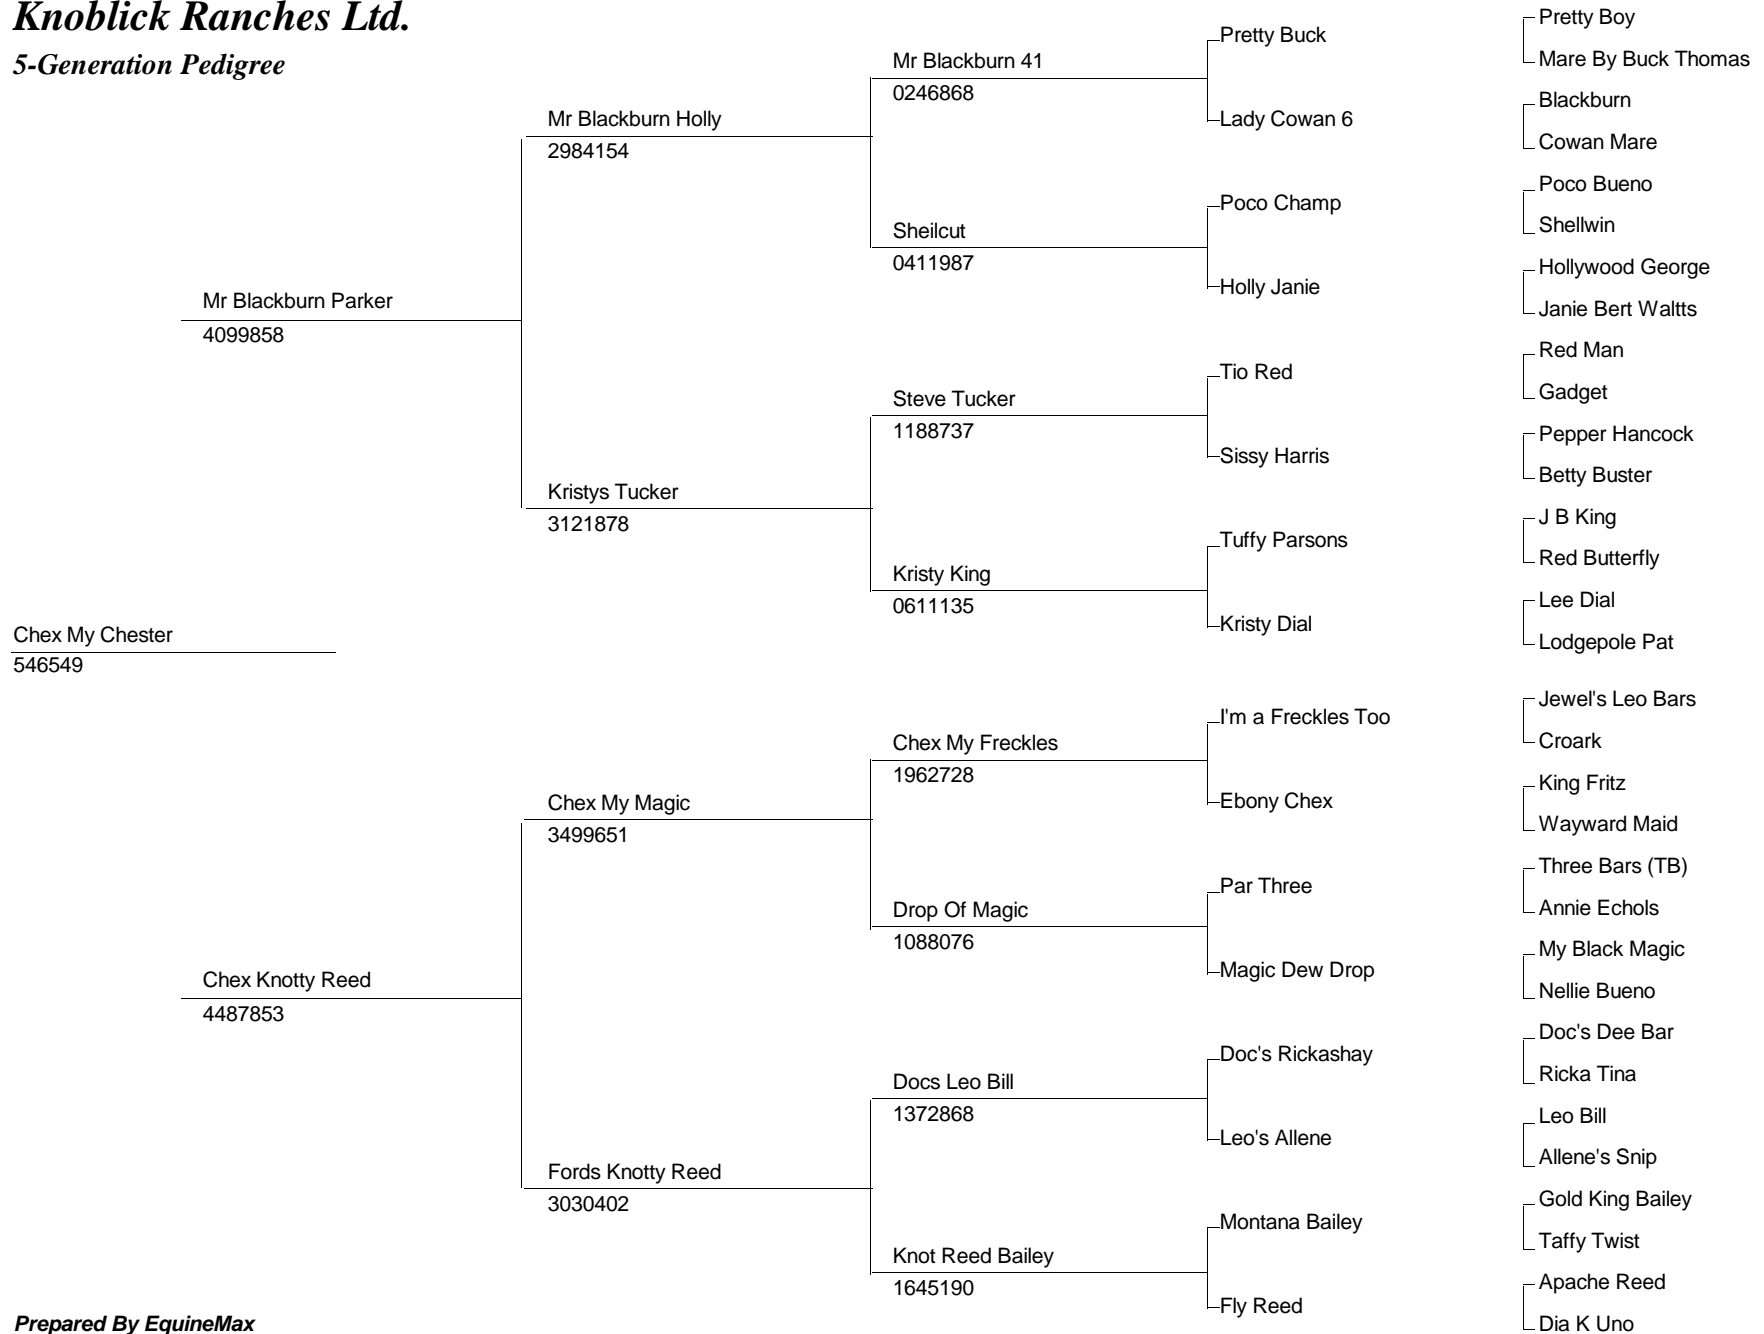 Knoblick Ranches Ltd.
5-Generation Pedigree
Chex My Chester
546549
Mr Blackburn Parker
4099858
Chex Knotty Reed
4487853
Mr Blackburn Holly
2984154
Kristys Tucker
3121878
Chex My Magic
3499651
Fords Knotty Reed
3030402
Mr Blackburn 41
0246868
Sheilcut
0411987
Steve Tucker
1188737
Kristy King
0611135
Chex My Freckles
1962728
Drop Of Magic
1088076
Docs Leo Bill
1372868
Knot Reed Bailey
1645190
Pretty Buck
Lady Cowan 6
Poco Champ
Holly Janie
Tio Red
Sissy Harris
Tuffy Parsons
Kristy Dial
I'm a Freckles Too
Ebony Chex
Par Three
Magic Dew Drop
Doc's Rickashay
Leo's Allene
Montana Bailey
Fly Reed
Pretty Boy
Mare By Buck Thomas
Blackburn
Cowan Mare
Poco Bueno
Shellwin
Hollywood George
Janie Bert Waltts
Red Man
Gadget
Pepper Hancock
Betty Buster
J B King
Red Butterfly
Lee Dial
Lodgepole Pat
Jewel's Leo Bars
Croark
King Fritz
Wayward Maid
Three Bars (TB)
Annie Echols
My Black Magic
Nellie Bueno
Doc's Dee Bar
Ricka Tina
Leo Bill
Allene's Snip
Gold King Bailey
Taffy Twist
Apache Reed
Dia K Uno
Prepared By EquineMax